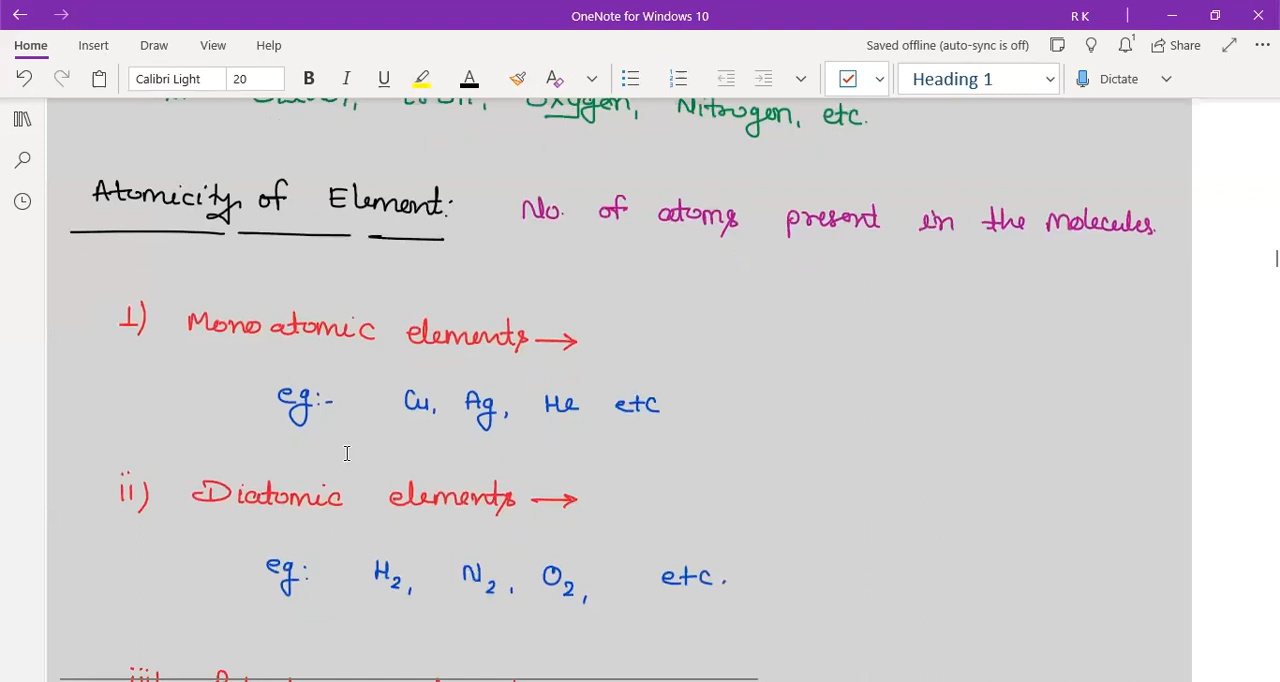 OneNote for Windows 10
R K
Home Insert Draw View Help
Saved offline (auto-sync is off) Share
Calibri Light 20 B I U A Heading 1 Dictate
Oxygen, Nitrogen, etc.
Atomicity of Element: No. of atoms present in the molecules.
1) Mono atomic elements →
eg:- Cu, Ag, He etc
ii) Diatomic elements →
eg: H₂, N₂, O₂, etc.